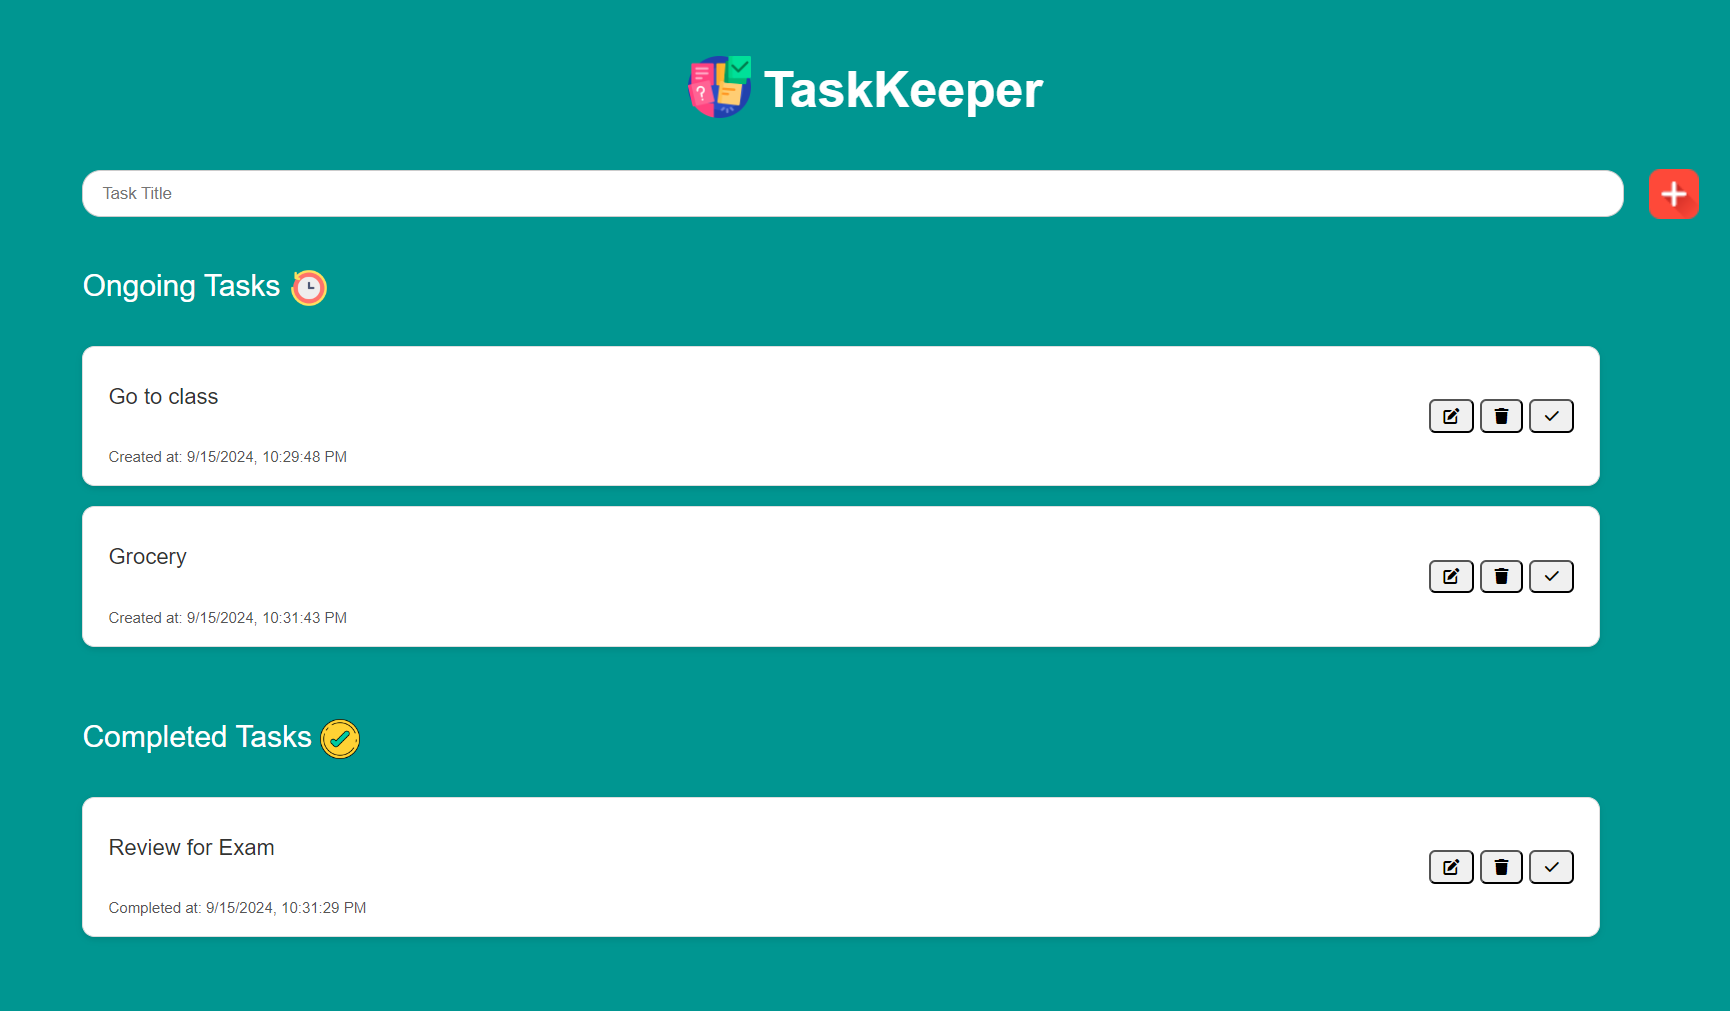 TaskKeeper
Task Title
Ongoing Tasks
Go to class
Created at: 9/15/2024, 10:29:48 PM
Grocery
Created at: 9/15/2024, 10:31:43 PM
Completed Tasks
Review for Exam
Completed at: 9/15/2024, 10:31:29 PM